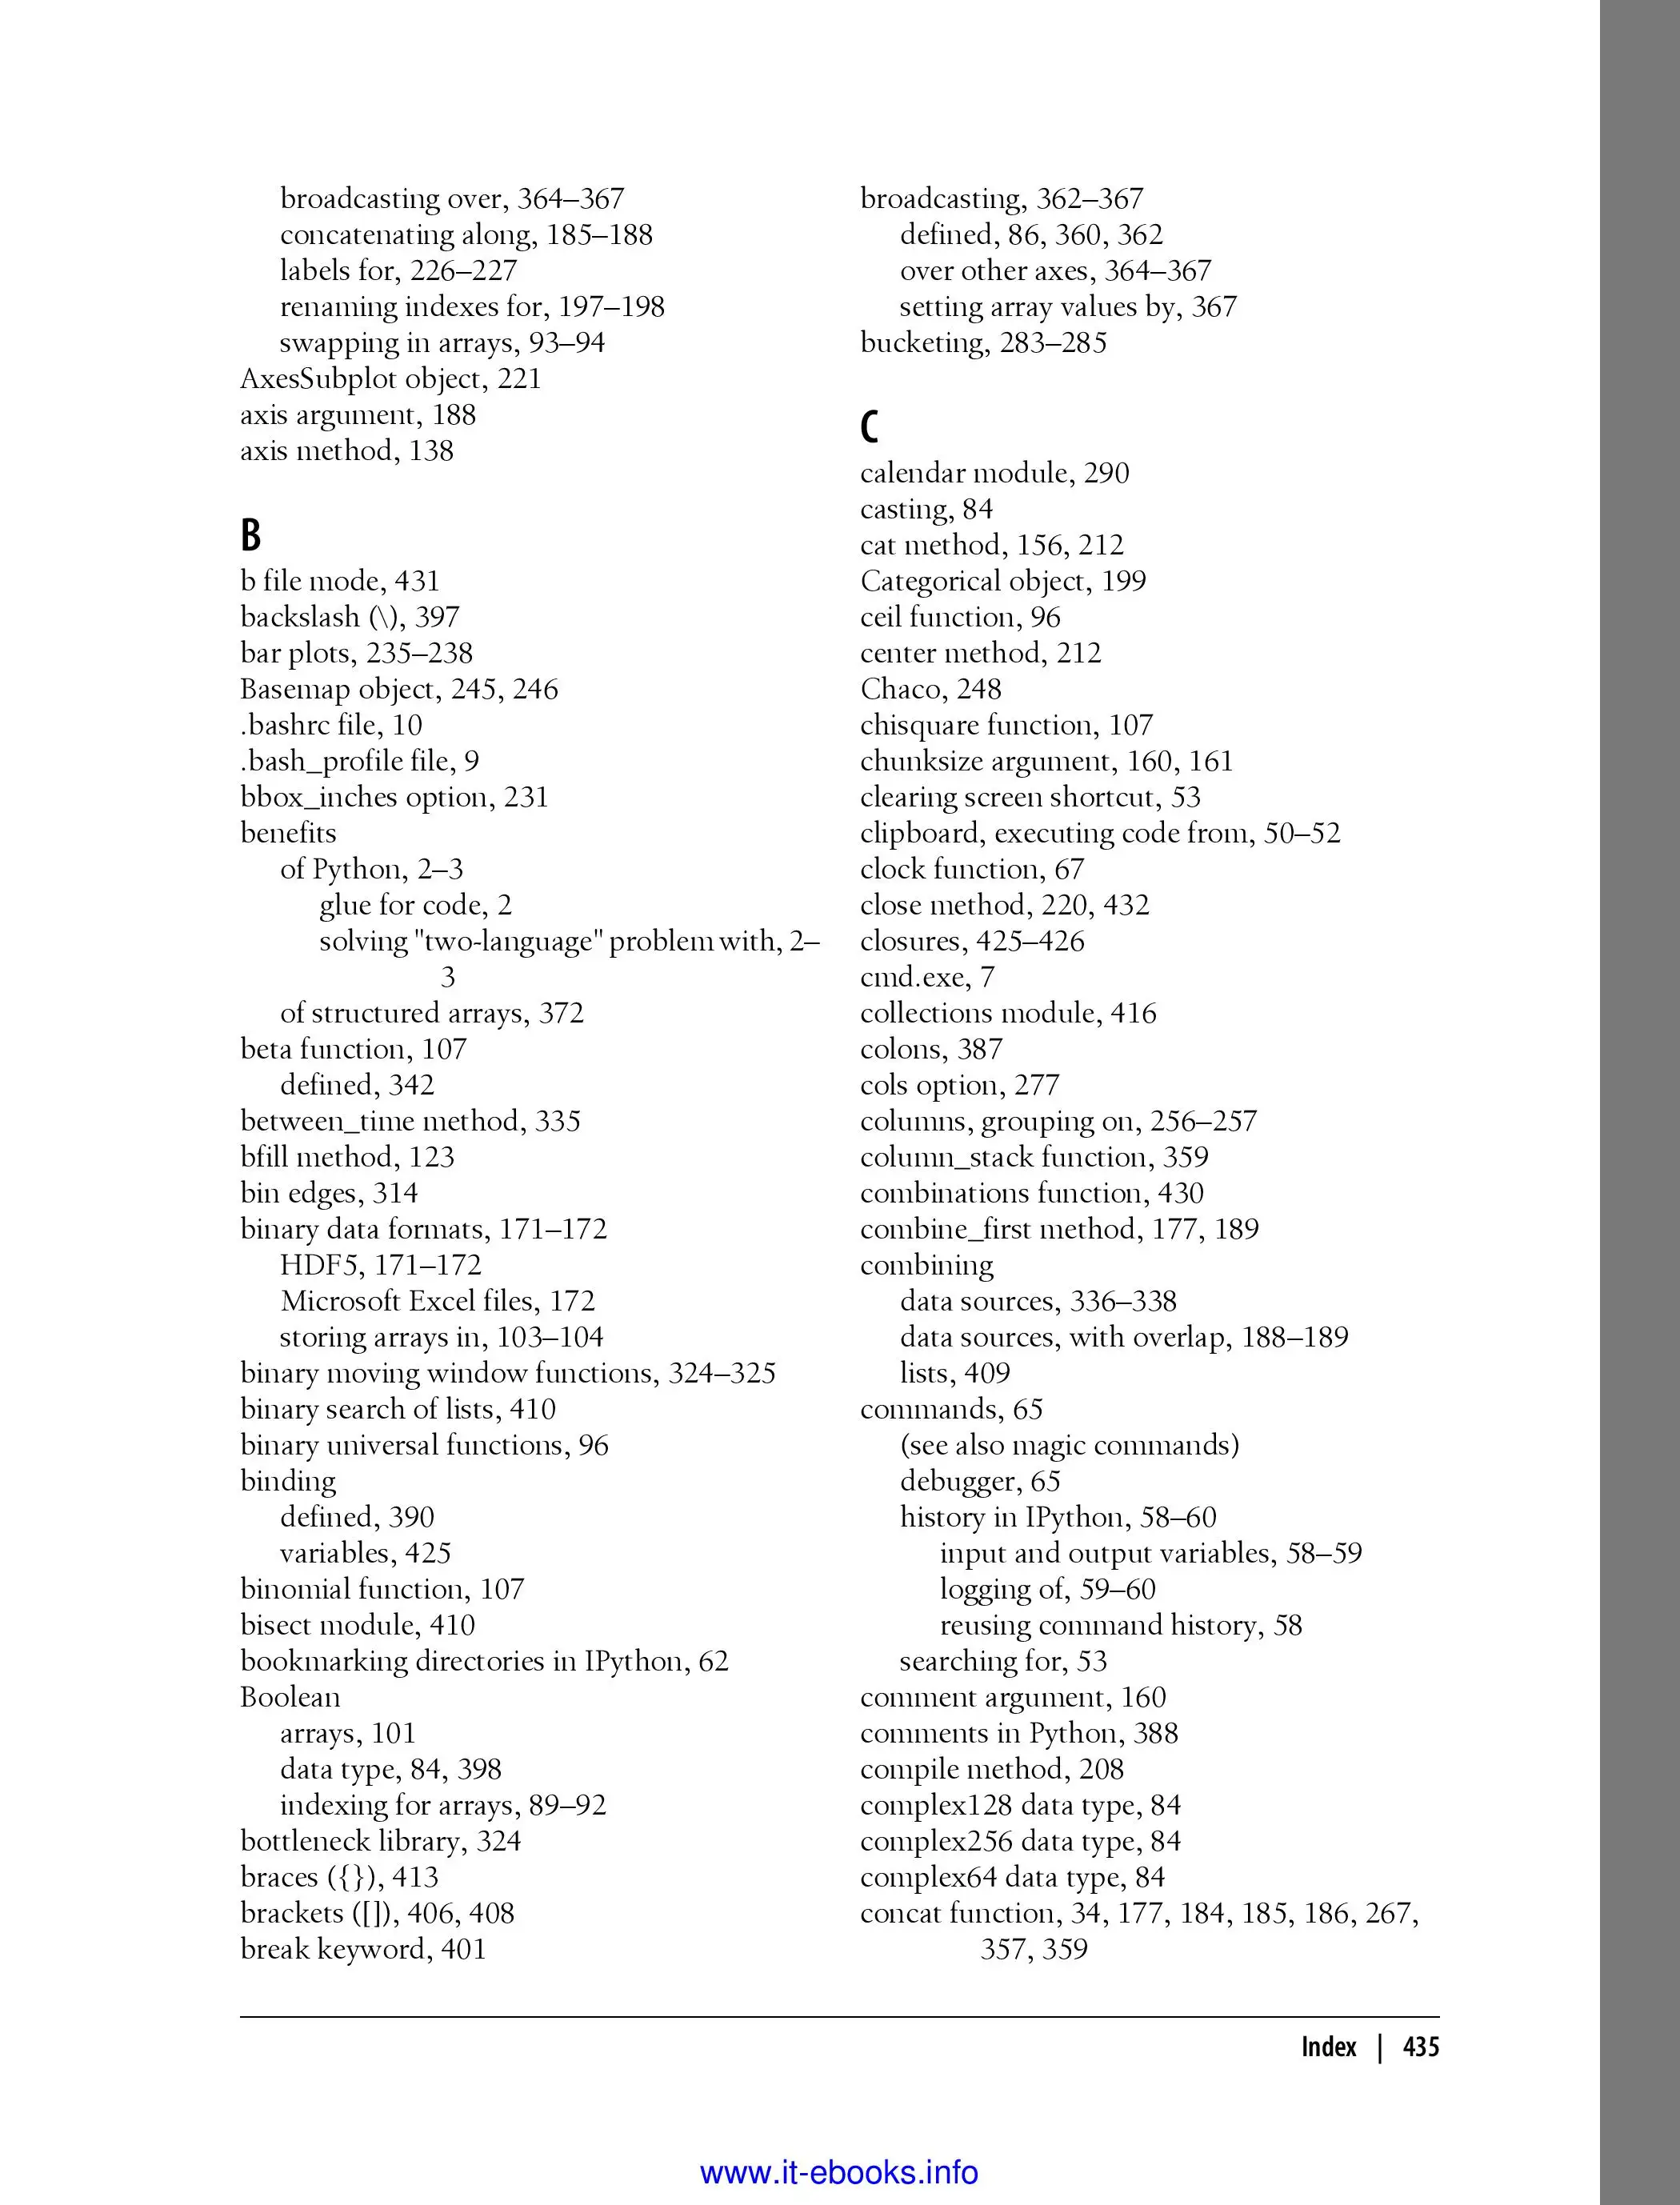 broadcasting over, 364–367
concatenating along, 185–188
labels for, 226–227
renaming indexes for, 197–198
swapping in arrays, 93–94
AxesSubplot object, 221
axis argument, 188
axis method, 138
B
b file mode, 431
backslash (\), 397
bar plots, 235–238
Basemap object, 245, 246
.bashrc file, 10
.bash_profile file, 9
bbox_inches option, 231
benefits
of Python, 2–3
glue for code, 2
solving "two-language" problem with, 2–
3
of structured arrays, 372
beta function, 107
defined, 342
between_time method, 335
bfill method, 123
bin edges, 314
binary data formats, 171–172
HDF5, 171–172
Microsoft Excel files, 172
storing arrays in, 103–104
binary moving window functions, 324–325
binary search of lists, 410
binary universal functions, 96
binding
defined, 390
variables, 425
binomial function, 107
bisect module, 410
bookmarking directories in IPython, 62
Boolean
arrays, 101
data type, 84, 398
indexing for arrays, 89–92
bottleneck library, 324
braces ({}), 413
brackets ([]), 406, 408
break keyword, 401
broadcasting, 362–367
defined, 86, 360, 362
over other axes, 364–367
setting array values by, 367
bucketing, 283–285
C
calendar module, 290
casting, 84
cat method, 156, 212
Categorical object, 199
ceil function, 96
center method, 212
Chaco, 248
chisquare function, 107
chunksize argument, 160, 161
clearing screen shortcut, 53
clipboard, executing code from, 50–52
clock function, 67
close method, 220, 432
closures, 425–426
cmd.exe, 7
collections module, 416
colons, 387
cols option, 277
columns, grouping on, 256–257
column_stack function, 359
combinations function, 430
combine_first method, 177, 189
combining
data sources, 336–338
data sources, with overlap, 188–189
lists, 409
commands, 65
(see also magic commands)
debugger, 65
history in IPython, 58–60
input and output variables, 58–59
logging of, 59–60
reusing command history, 58
searching for, 53
comment argument, 160
comments in Python, 388
compile method, 208
complex128 data type, 84
complex256 data type, 84
complex64 data type, 84
concat function, 34, 177, 184, 185, 186, 267,
357, 359
Index | 435
www.it-ebooks.info